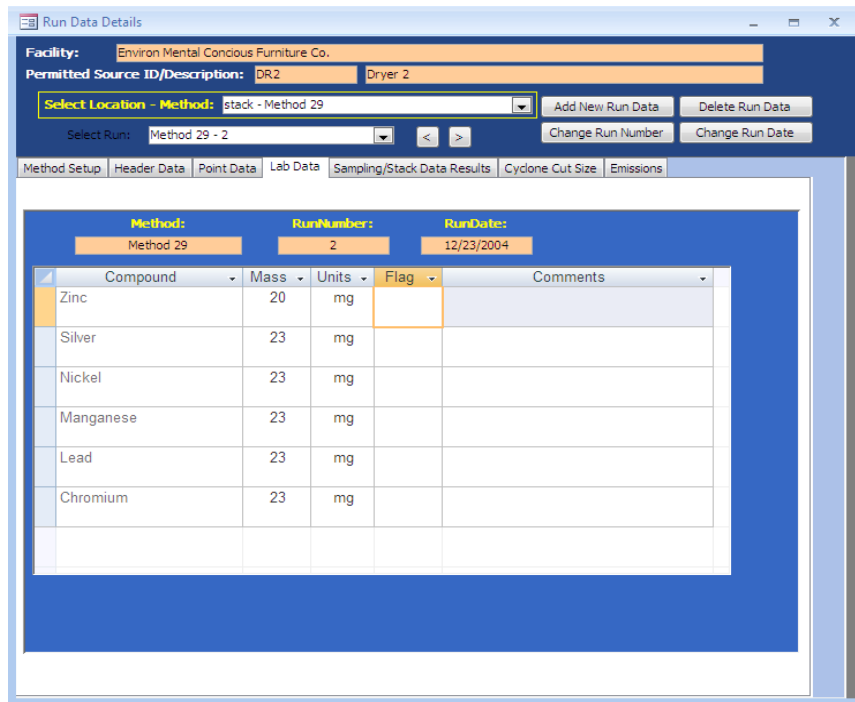 Run Data Details
Facility: Environ Mental Concious Furniture Co.
Permitted Source ID/Description: DR2 Dryer 2
Select Location - Method: stack - Method 29 Add New Run Data Delete Run Data
Select Run: Method 29 - 2 < > Change Run Number Change Run Date
Method Setup Header Data Point Data Lab Data Sampling/Stack Data Results Cyclone Cut Size Emissions
Method: RunNumber: RunDate:
Method 29 2 12/23/2004
Compound Mass Units Flag Comments
Zinc 20 mg
Silver 23 mg
Nickel 23 mg
Manganese 23 mg
Lead 23 mg
Chromium 23 mg